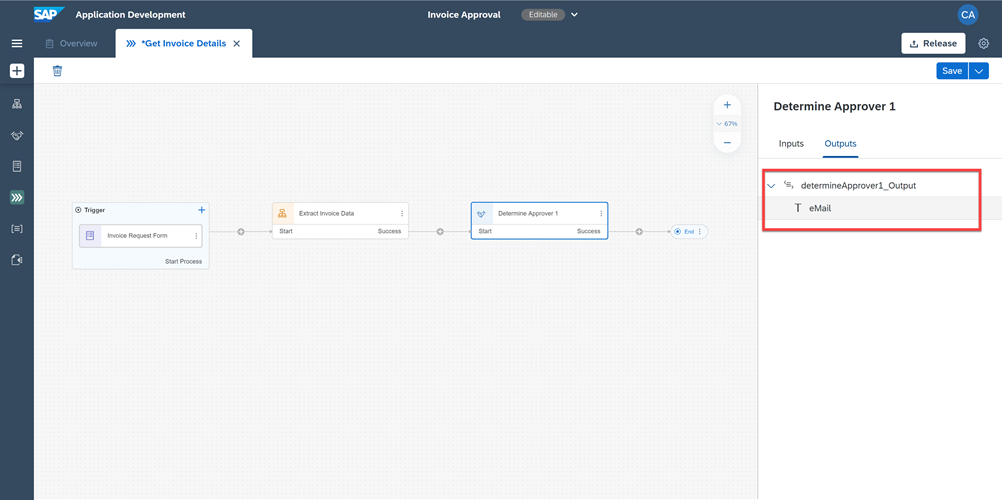 SAP Application Development
Invoice Approval
Editable
CA
Overview
*Get Invoice Details
Release
Save
67%
Trigger
Invoice Request Form
Start Process
Extract Invoice Data
Start Success
Determine Approver 1
Start Success
End
Determine Approver 1
Inputs Outputs
determineApprover1_Output
T eMail